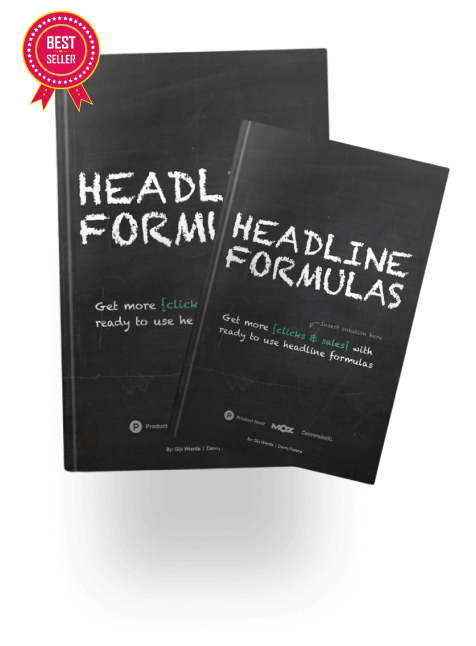 BEST
SELLER
HEADL
FORMU
Get more {click
ready to use he
Product
By: Gijs Wierda | Danny
HEADLINE
FORMULAS
Insert solution here
Get more {clicks & sales} with
ready to use headline formulas
Product Hunt MOZ ConversionXL
By: Gijs Wierda | Danny